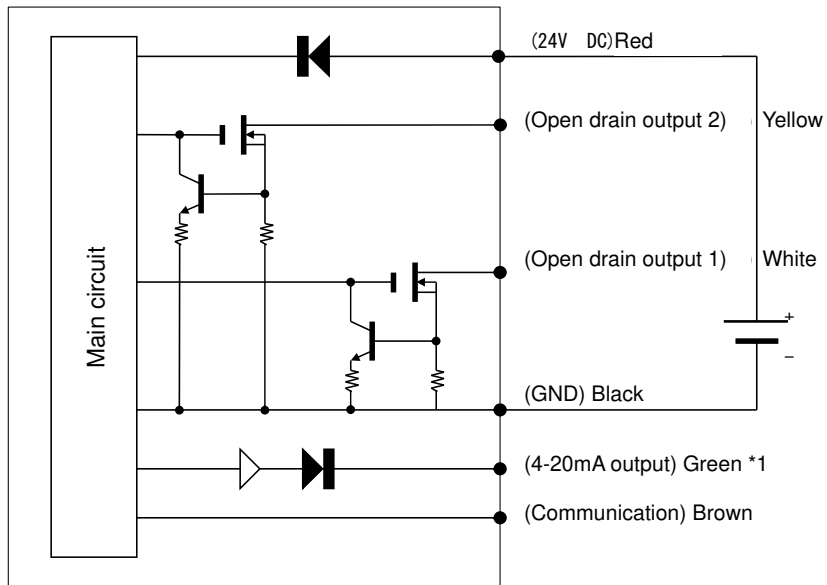 (24V DC)Red
(Open drain output 2) Yellow
(Open drain output 1) White
Main circuit
+
−
(GND) Black
(4-20mA output) Green *1
(Communication) Brown